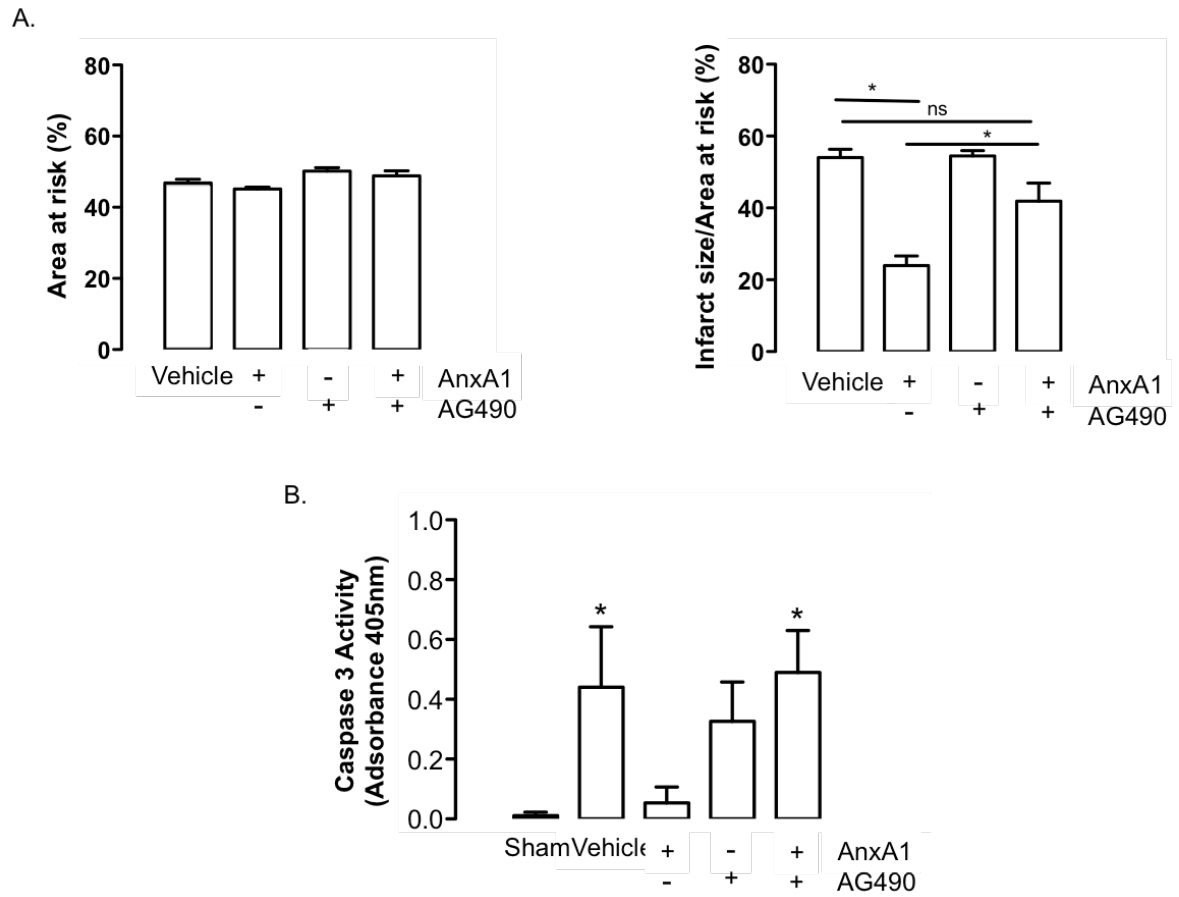 A.
Area at risk (%)
80
60
40
20
0
Vehicle + - + AnxA1
- + + AG490
Infarct size/Area at risk (%)
80
60
40
20
0
*
ns
*
Vehicle + - + AnxA1
- + + AG490
B.
Caspase 3 Activity
(Adsorbance 405nm)
1.0
0.8
0.6
0.4
0.2
0.0
* *
Sham Vehicle + - + AnxA1
- + + AG490